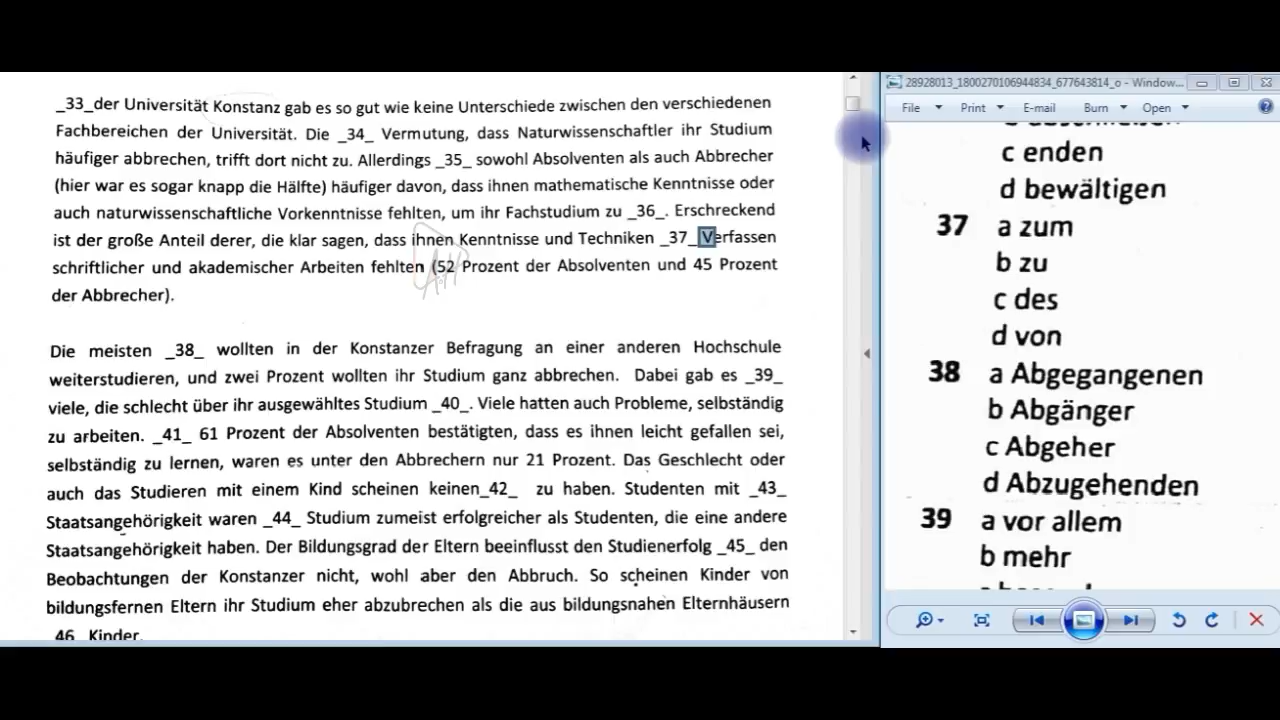 _33_der Universität Konstanz gab es so gut wie keine Unterschiede zwischen den verschiedenen
Fachbereichen der Universität. Die _34_ Vermutung, dass Naturwissenschaftler ihr Studium
häufiger abbrechen, trifft dort nicht zu. Allerdings _35_ sowohl Absolventen als auch Abbrecher
(hier war es sogar knapp die Hälfte) häufiger davon, dass ihnen mathematische Kenntnisse oder
auch naturwissenschaftliche Vorkenntnisse fehlten, um ihr Fachstudium zu _36_. Erschreckend
ist der große Anteil derer, die klar sagen, dass ihnen Kenntnisse und Techniken _37_ Verfassen
schriftlicher und akademischer Arbeiten fehlten (52 Prozent der Absolventen und 45 Prozent
der Abbrecher).
Die meisten _38_ wollten in der Konstanzer Befragung an einer anderen Hochschule
weiterstudieren, und zwei Prozent wollten ihr Studium ganz abbrechen. Dabei gab es _39_
viele, die schlecht über ihr ausgewähltes Studium _40_. Viele hatten auch Probleme, selbständig
zu arbeiten. _41_ 61 Prozent der Absolventen bestätigten, dass es ihnen leicht gefallen sei,
selbständig zu lernen, waren es unter den Abbrechern nur 21 Prozent. Das Geschlecht oder
auch das Studieren mit einem Kind scheinen keinen_42_ zu haben. Studenten mit _43_
Staatsangehörigkeit waren _44_ Studium zumeist erfolgreicher als Studenten, die eine andere
Staatsangehörigkeit haben. Der Bildungsgrad der Eltern beeinflusst den Studienerfolg _45_ den
Beobachtungen der Konstanzer nicht, wohl aber den Abbruch. So scheinen Kinder von
bildungsfernen Eltern ihr Studium eher abzubrechen als die aus bildungsnahen Elternhäusern
_46_ Kinder.
28928013_1800270106944834_677643814_o - Window...
File Print E-mail Burn Open
c enden
d bewältigen
37 a zum
b zu
c des
d von
38 a Abgegangenen
b Abgänger
c Abgeher
d Abzugehenden
39 a vor allem
b mehr